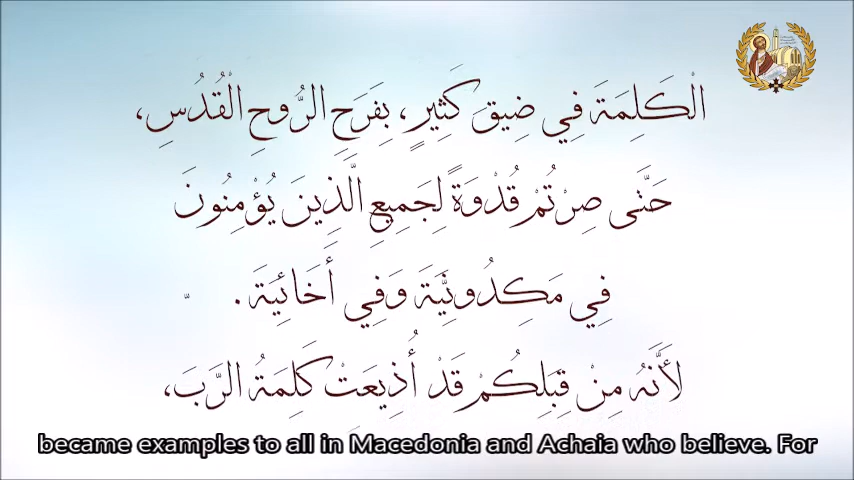 الْكَلِمَةَ فِي ضِيقَ كَثِيرٍ، بِفَرَحِ الرُّوحِ الْقُدُسِ،
حَتَّى صِرْتُمْ قُدْوَةً لِجَمِيعِ الَّذِينَ يُؤْمِنُونَ
فِي مَكِدُونِيَّةَ وَفِي أَخَائِيَةَ.
لأَنَّهُ مِنْ قِبَلِكُمْ قَدْ أُذِيعَتْ كَلِمَةُ الرَّبَ،
became examples to all in Macedonia and Achaia who believe. For